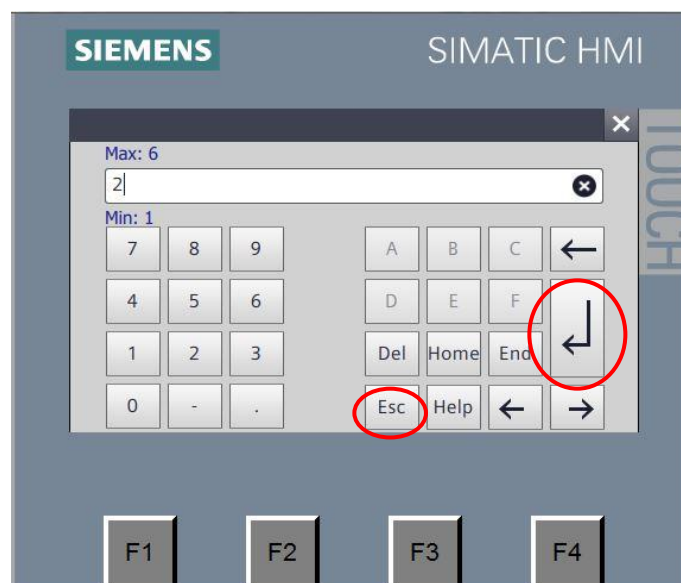 SIEMENS SIMATIC HMI
TOUCH
Max: 6
2
Min: 1
7 8 9 A B C
4 5 6 D E F
1 2 3 Del Home End
0 - . Esc Help
F1 F2 F3 F4